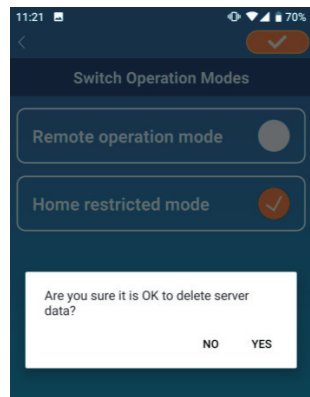 11:21 70%
Switch Operation Modes
Remote operation mode
Home restricted mode
Are you sure it is OK to delete server
data?
NO YES